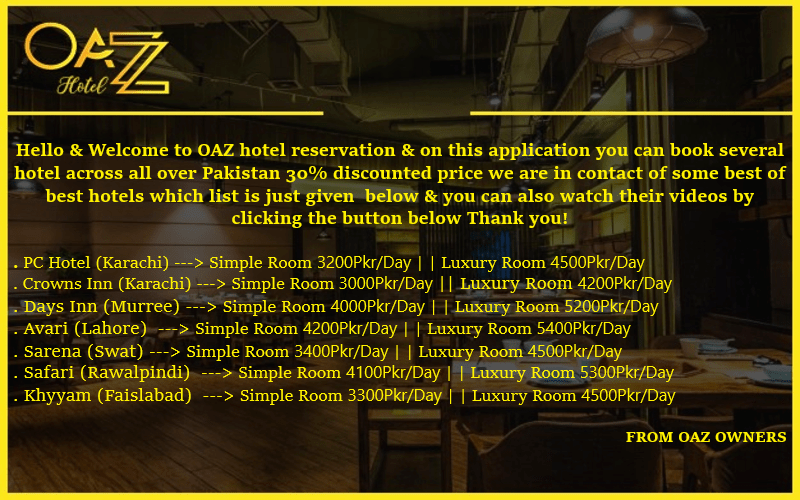 OAZ
Hotel
Hello & Welcome to OAZ hotel reservation & on this application you can book several
hotel across all over Pakistan 30% discounted price we are in contact of some best of
best hotels which list is just given  below & you can also watch their videos by
clicking the button below Thank you!
. PC Hotel (Karachi) ---> Simple Room 3200Pkr/Day | | Luxury Room 4500Pkr/Day
. Crowns Inn (Karachi) ---> Simple Room 3000Pkr/Day || Luxury Room 4200Pkr/Day
. Days Inn (Murree) ---> Simple Room 4000Pkr/Day | | Luxury Room 5200Pkr/Day
. Avari (Lahore)  ---> Simple Room 4200Pkr/Day | | Luxury Room 5400Pkr/Day
. Sarena (Swat) ---> Simple Room 3400Pkr/Day | | Luxury Room 4500Pkr/Day
. Safari (Rawalpindi)  ---> Simple Room 4100Pkr/Day | | Luxury Room 5300Pkr/Day
. Khyyam (Faislabad)  ---> Simple Room 3300Pkr/Day | | Luxury Room 4500Pkr/Day
FROM OAZ OWNERS